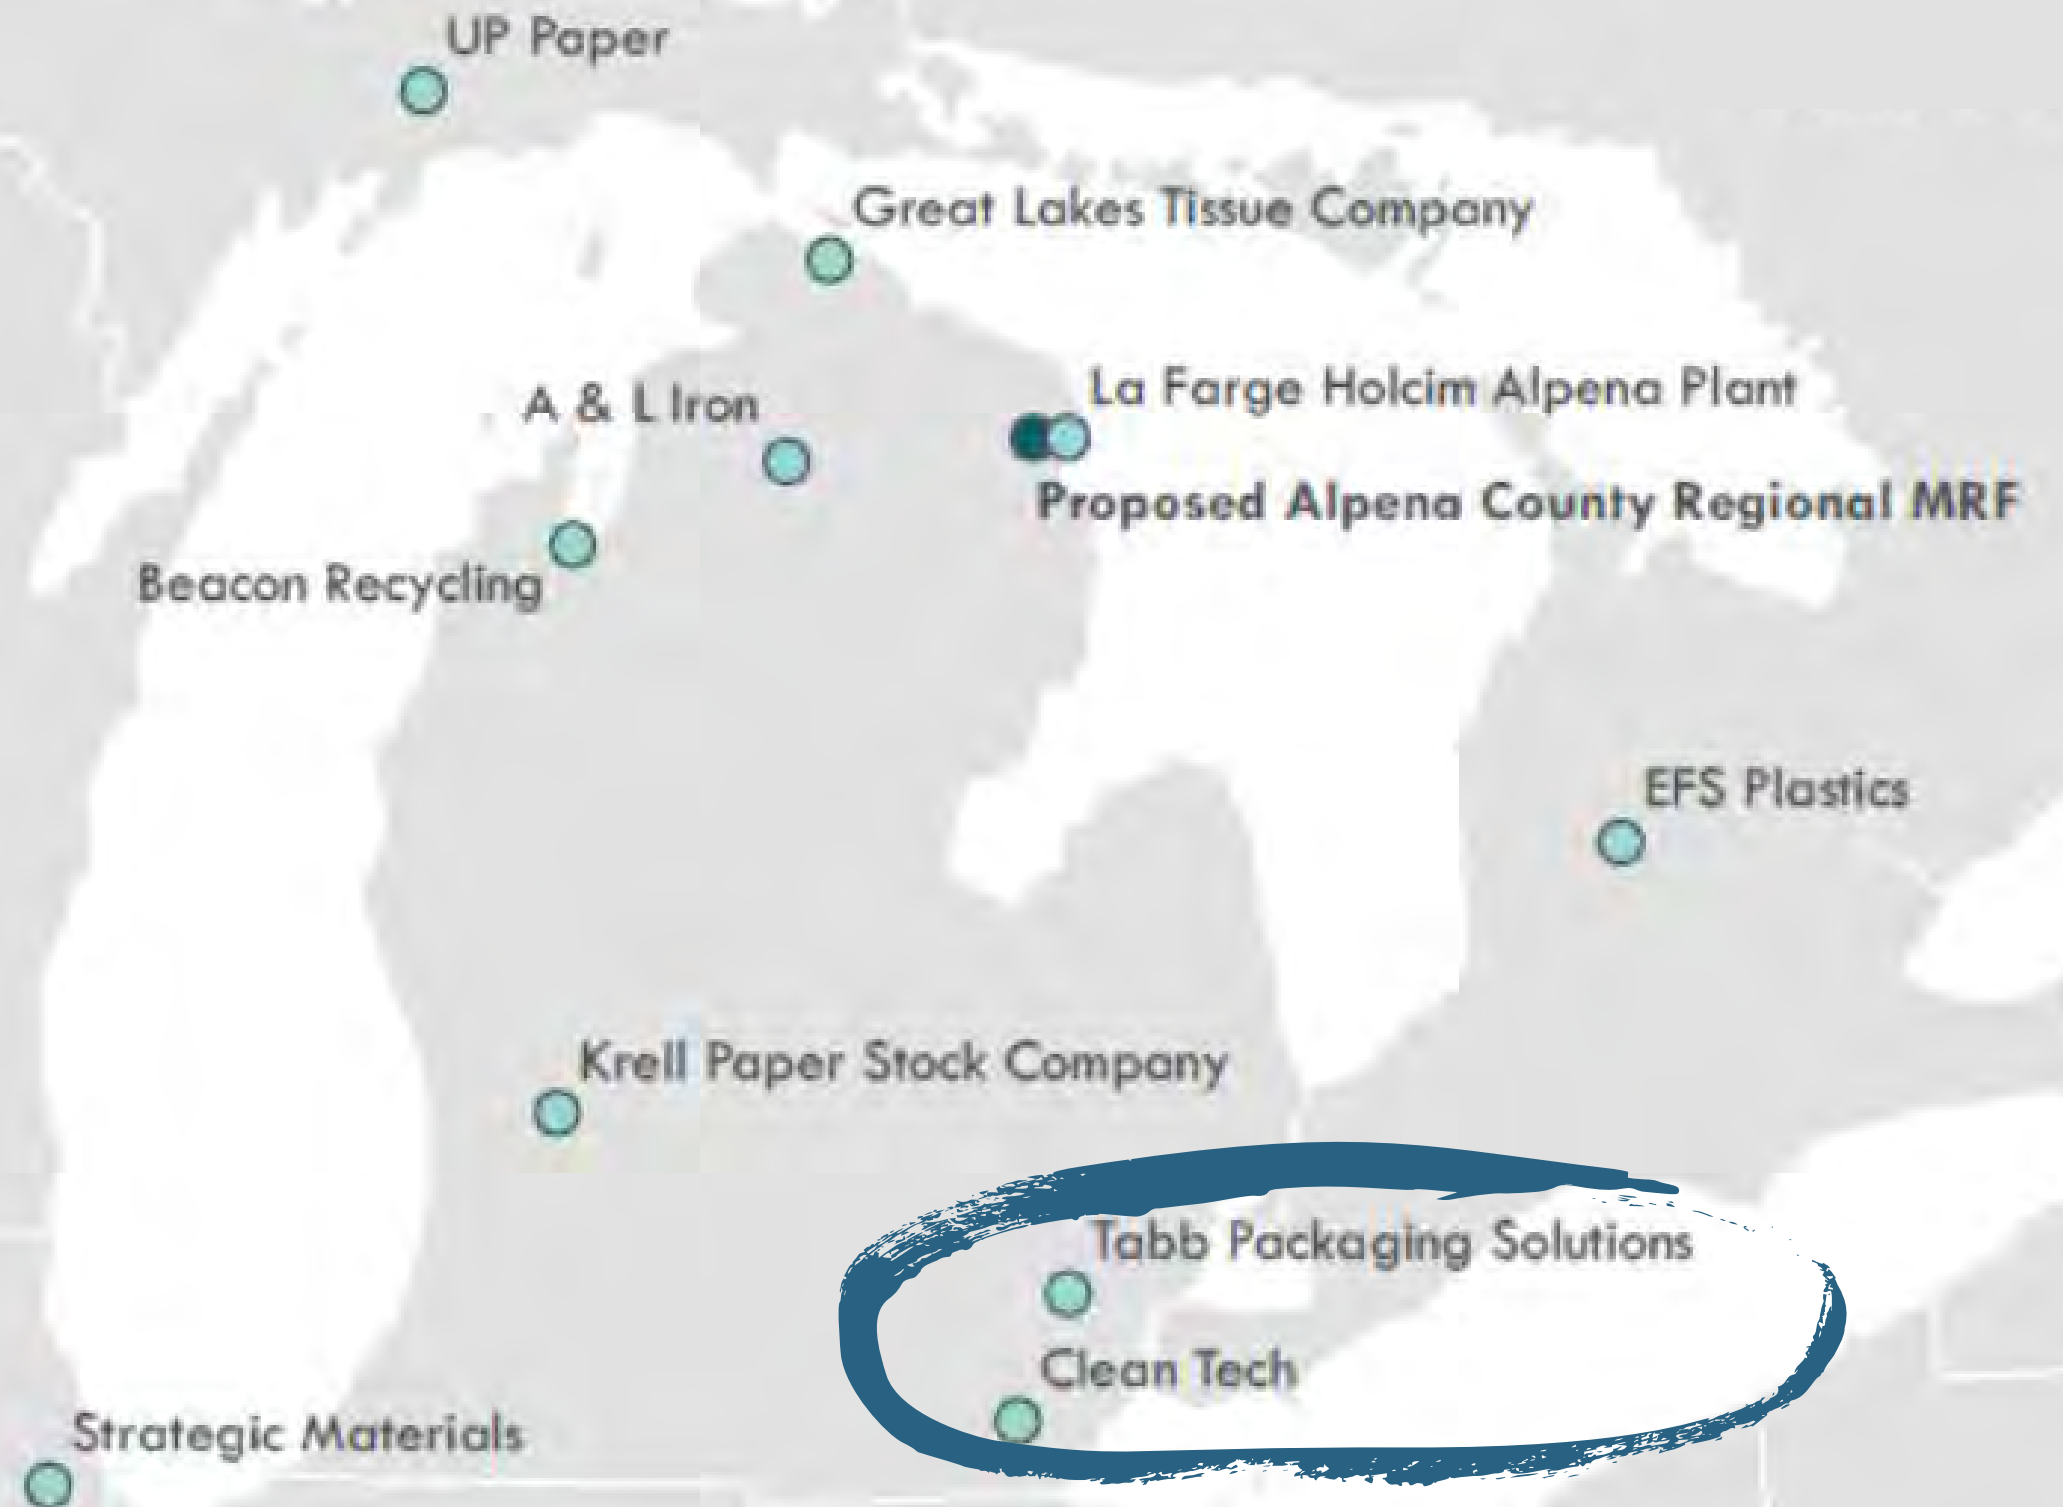 UP Paper
Great Lakes Tissue Company
La Farge Holcim Alpena Plant
A & L Iron
Proposed Alpena County Regional MRF
Beacon Recycling
EFS Plastics
Krell Paper Stock Company
Tabb Packaging Solutions
Clean Tech
Strategic Materials